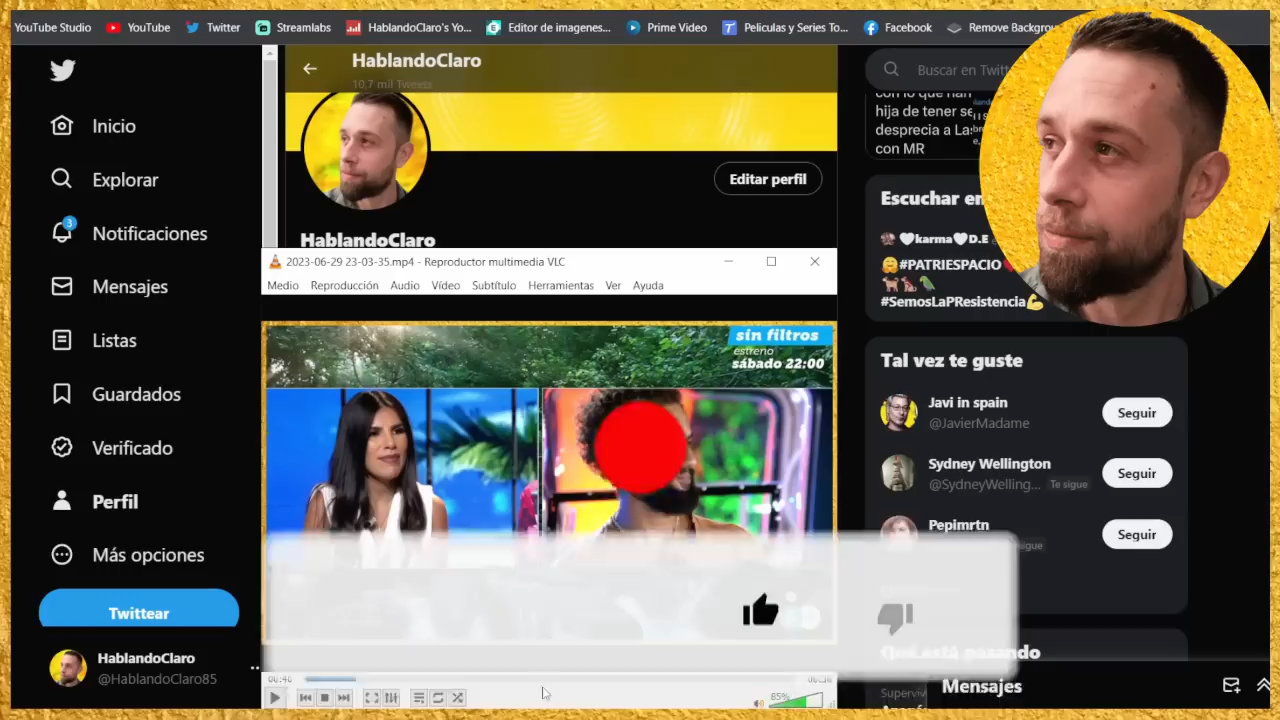 YouTube Studio
YouTube
Twitter
Streamlabs
HablandoClaro's Yo...
Editor de imagenes...
Prime Video
Peliculas y Series To...
Facebook
Remove Backgrou
HablandoClaro
10,7 mil Tweets
Buscar en Twitt
Inicio
Explorar
3
Notificaciones
Mensajes
Listas
Guardados
Verificado
Perfil
Más opciones
Twittear
HablandoClaro
@HablandoClaro85
Editar perfil
HablandoClaro
2023-06-29 23-03-35.mp4 - Reproductor multimedia VLC
Medio
Reproducción
Audio
Vídeo
Subtítulo
Herramientas
Ver
Ayuda
sin filtros
estreno
sábado 22:00
85%
con lo que han
hija de tener se
desprecia a La
con MR
Escuchar en
karma D.E
#PATRIESPACIO
#SemosLaPResistencia
Tal vez te guste
Javi in spain
@JavierMadame
Seguir
Sydney Wellington
@SydneyWelling...
Te sigue
Seguir
Pepimrtn
sigue
Seguir
Qué está pasando
Mensajes